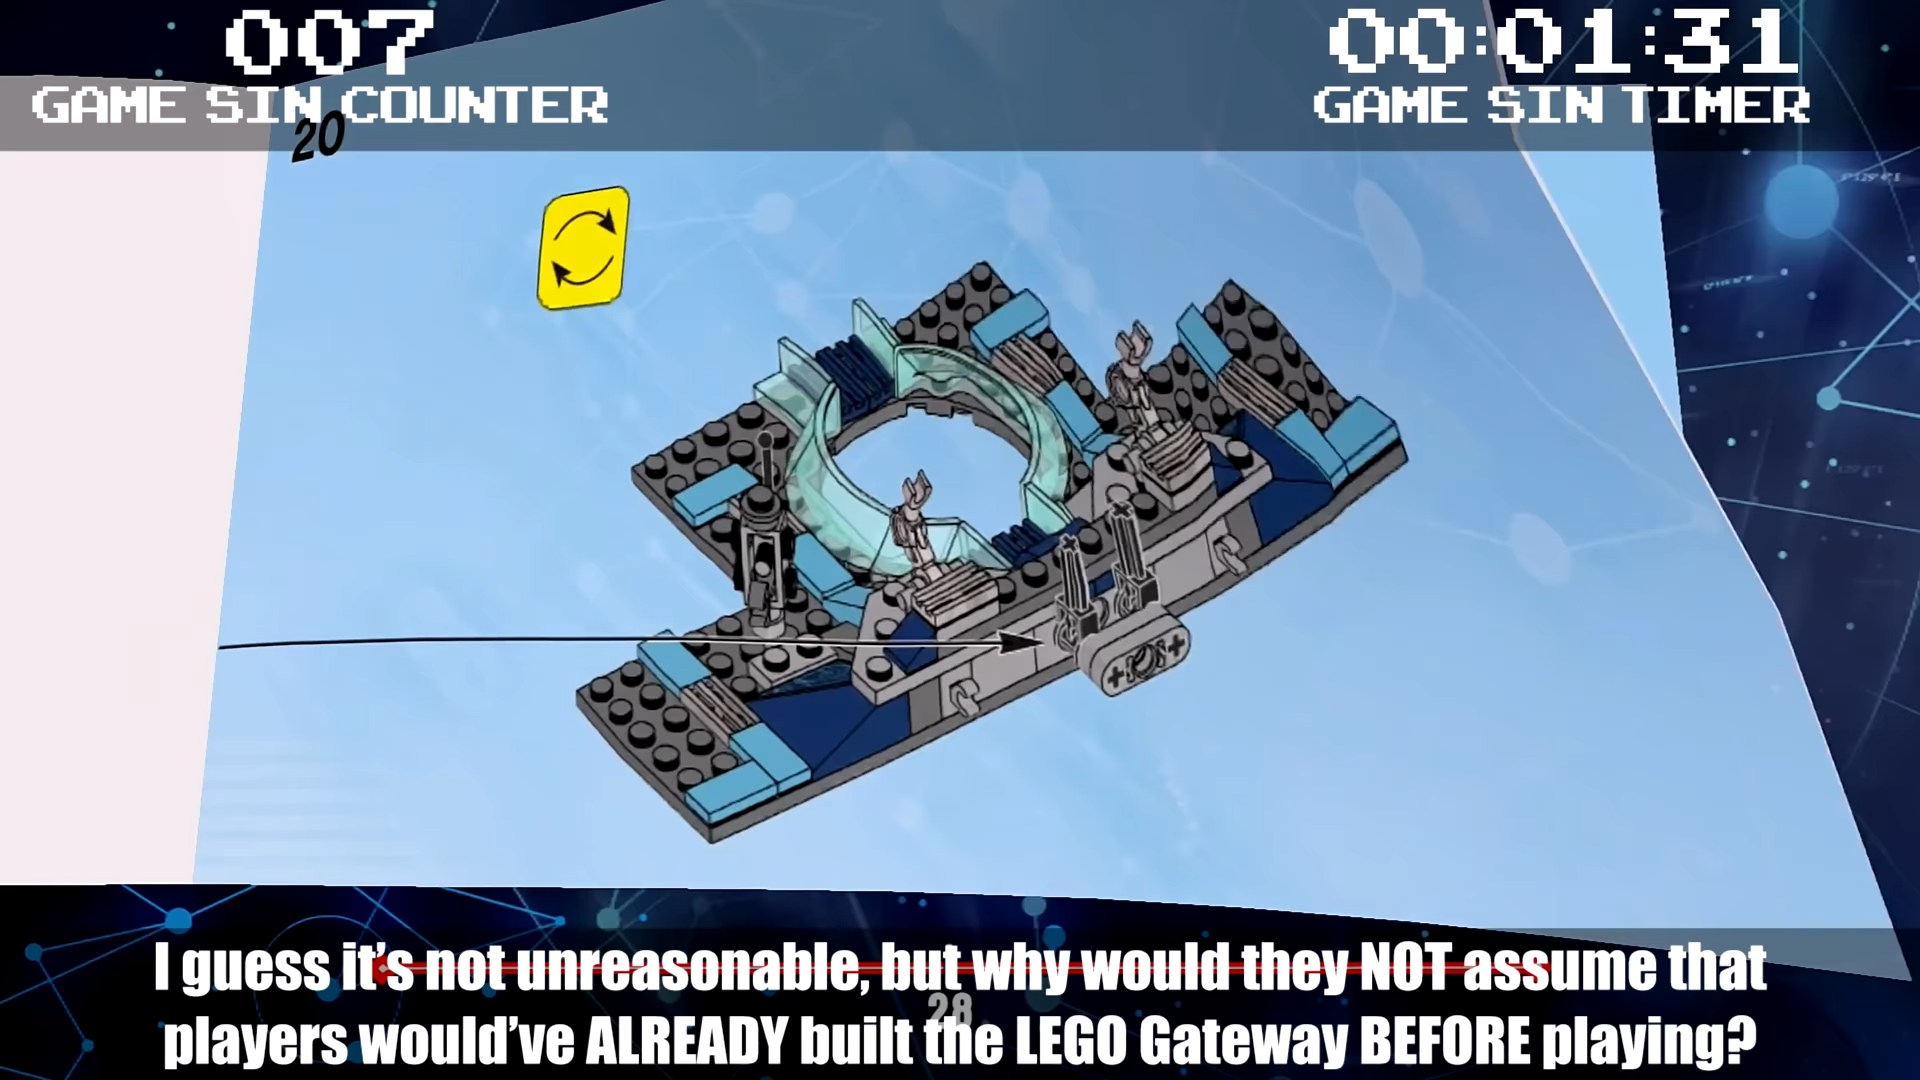 007
GAME SIN COUNTER
00:01:31
GAME SIN TIMER
20
I guess it's not unreasonable, but why would they NOT assume that
28
players would've ALREADY built the LEGO Gateway BEFORE playing?